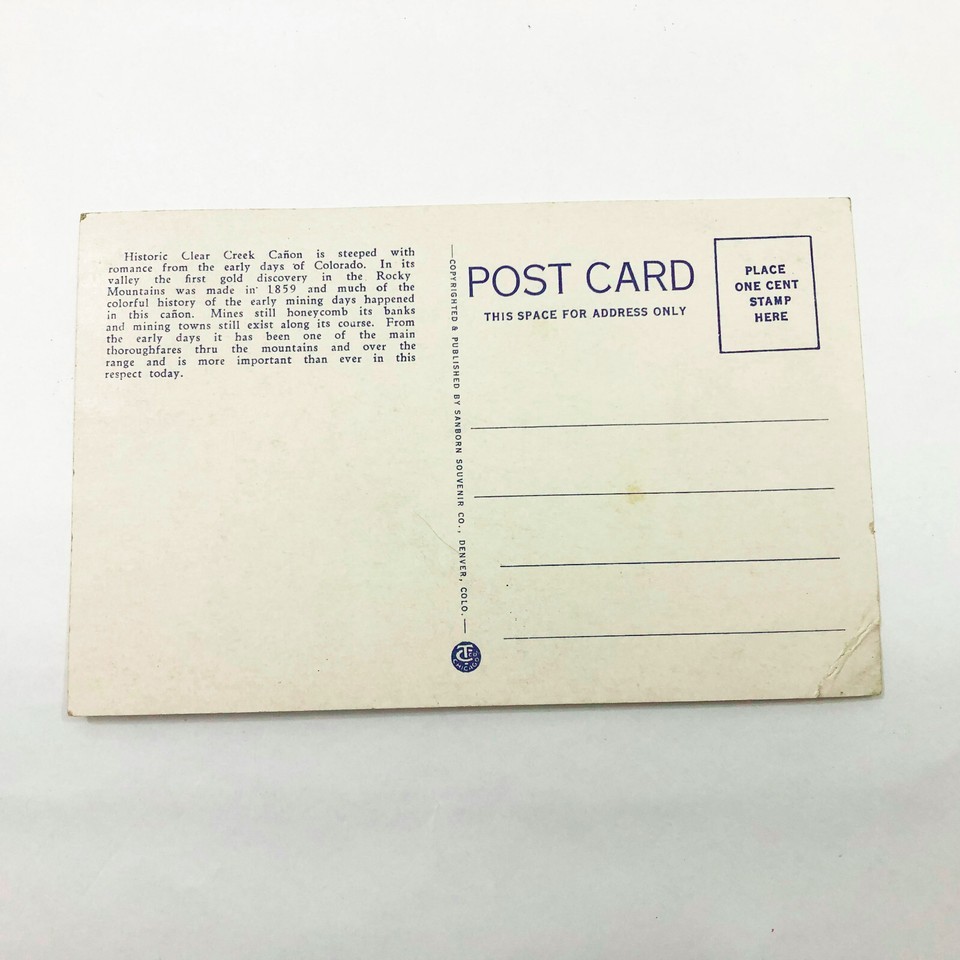 Historic Clear Creek Cañon is steeped with
romance from the early days of Colorado. In its
valley the first gold discovery in the Rocky
Mountains was made in 1859 and much of the
colorful history of the early mining days happened
in this cañon. Mines still honeycomb its banks
and mining towns still exist along its course. From
the early days it has been one of the main
thoroughfares thru the mountains and over the
range and is more important than ever in this
respect today.
—COPYRIGHTED & PUBLISHED BY SANBORN SOUVENIR CO., DENVER, COLO.—
CT CO
CHICAGO
POST CARD
THIS SPACE FOR ADDRESS ONLY
PLACE
ONE CENT
STAMP
HERE